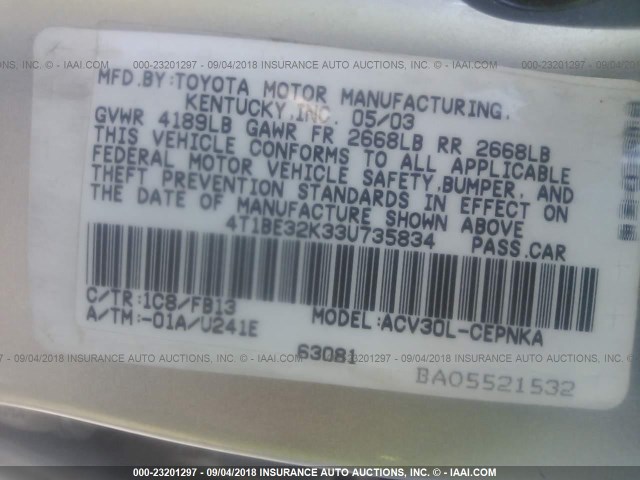 000-23201297 - 09/04/2018 INSURANCE AUTO AUCTIONS, INC. - © IAAI.COM
MFD.BY:TOYOTA MOTOR MANUFACTURING,
KENTUCKY,INC. 05/03
GVWR 4189LB GAWR FR 2668LB RR 2668LB
THIS VEHICLE CONFORMS TO ALL APPLICABLE
FEDERAL MOTOR VEHICLE SAFETY,BUMPER, AND
THEFT PREVENTION STANDARDS IN EFFECT ON
THE DATE OF MANUFACTURE SHOWN ABOVE
4T1BE32K33U735834 PASS.CAR
C/TR:1C8/FB13
A/TM:-01A/U241E MODEL:ACV30L-CEPNKA
63081
BA05521532
000-23201297 - 09/04/2018 INSURANCE AUTO AUCTIONS, INC. - © IAAI.COM